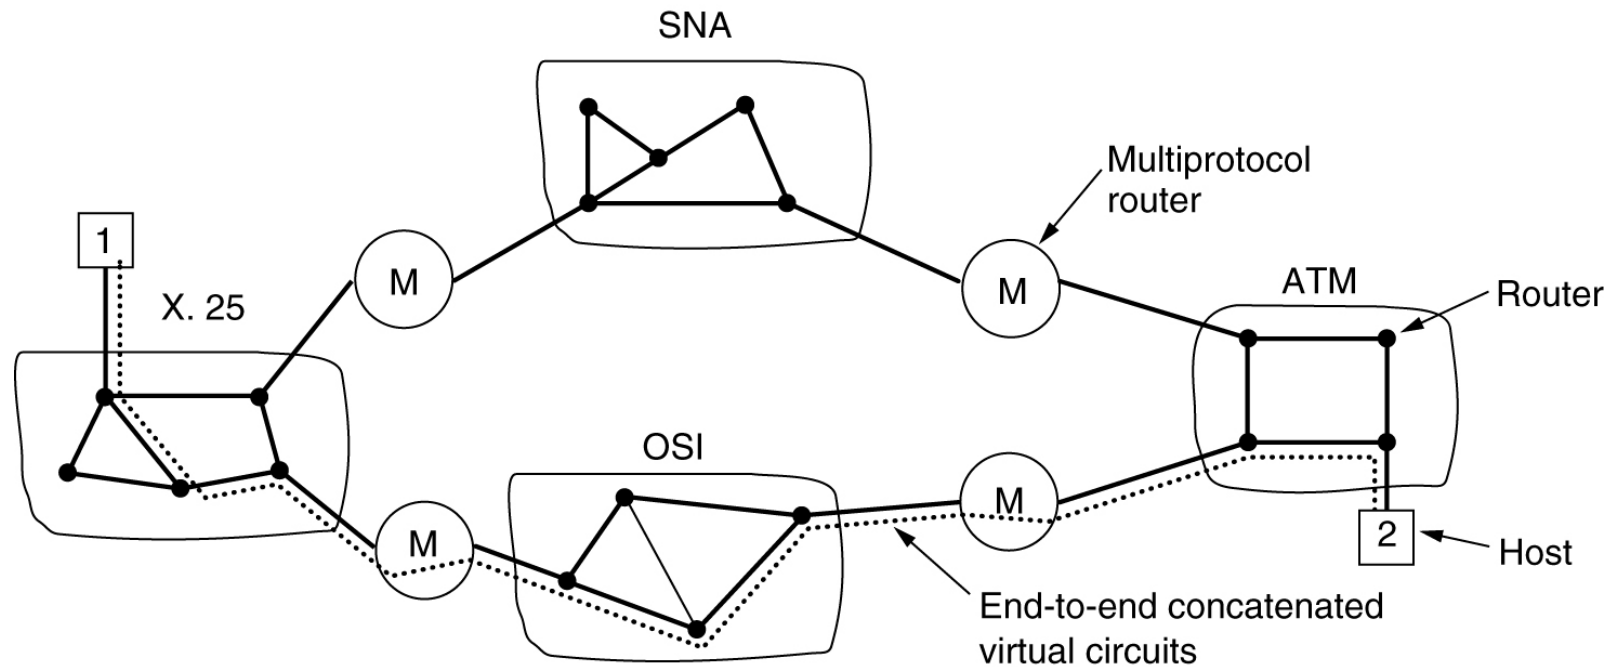 SNA
Multiprotocol
router
1
X. 25
M
M
ATM
Router
OSI
M
M
2
Host
End-to-end concatenated
virtual circuits